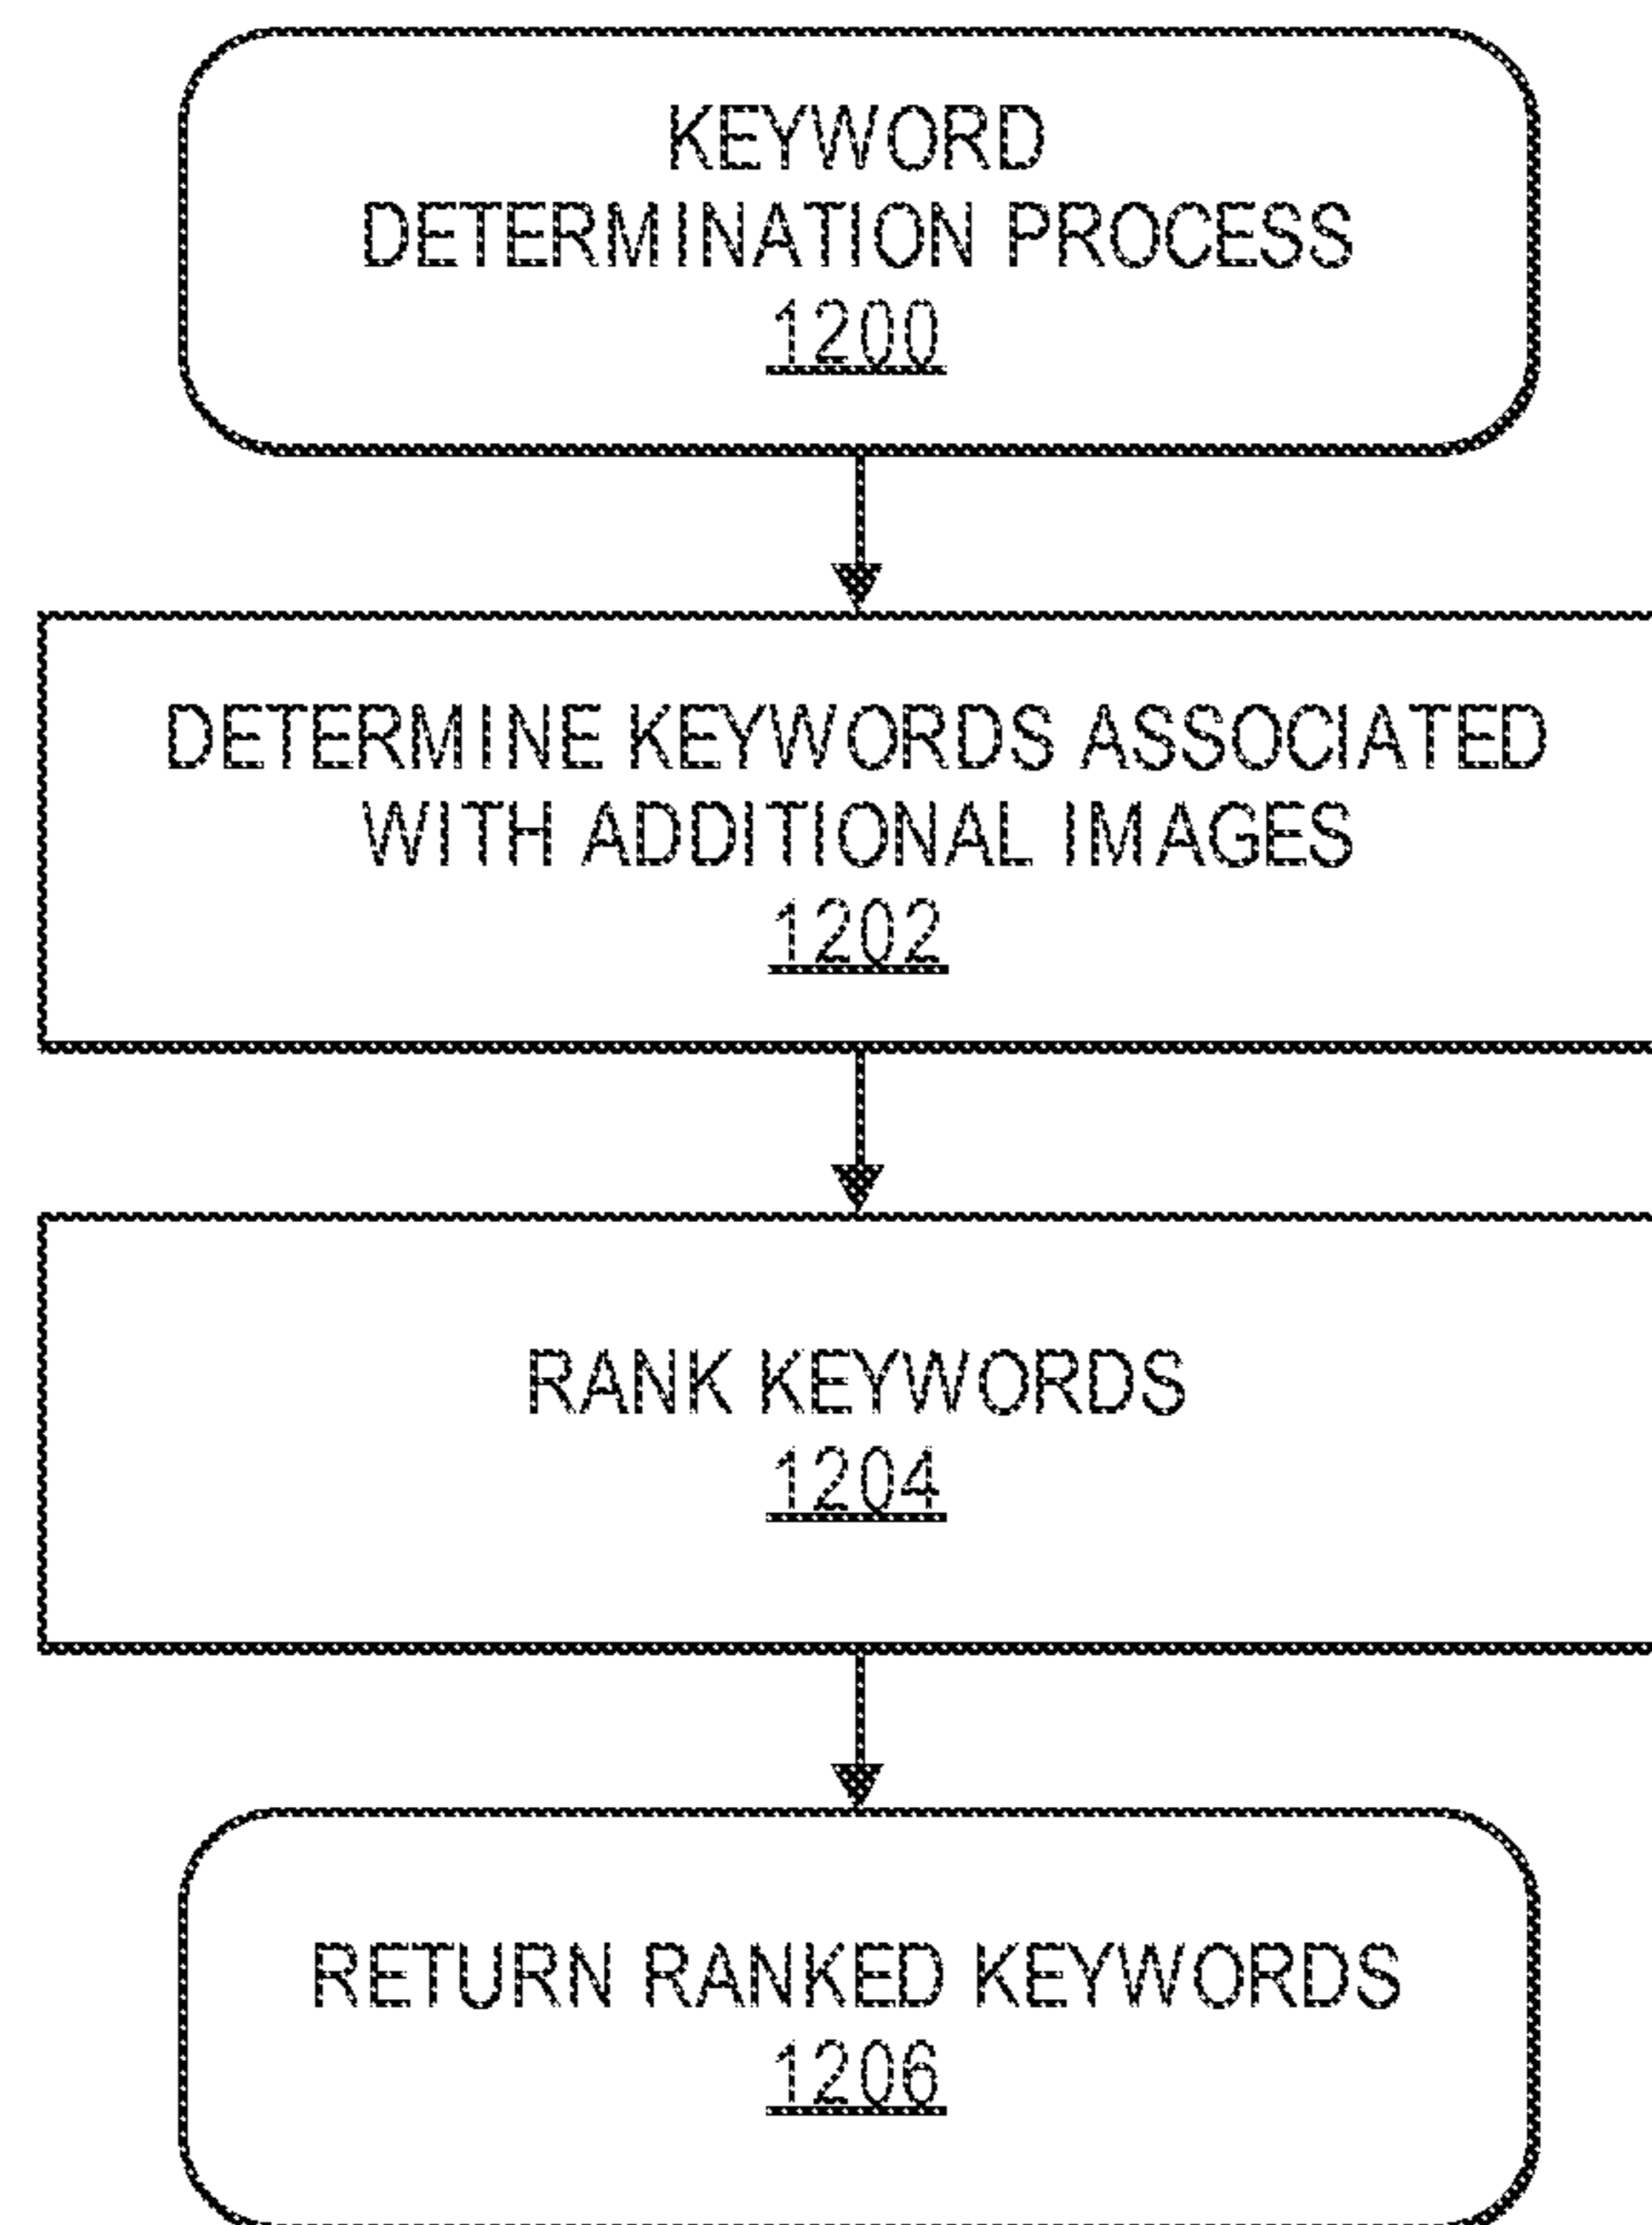 KEYWORD
DETERMINATION PROCESS
1200
DETERMINE KEYWORDS ASSOCIATED
WITH ADDITIONAL IMAGES
1202
RANK KEYWORDS
1204
RETURN RANKED KEYWORDS
1206